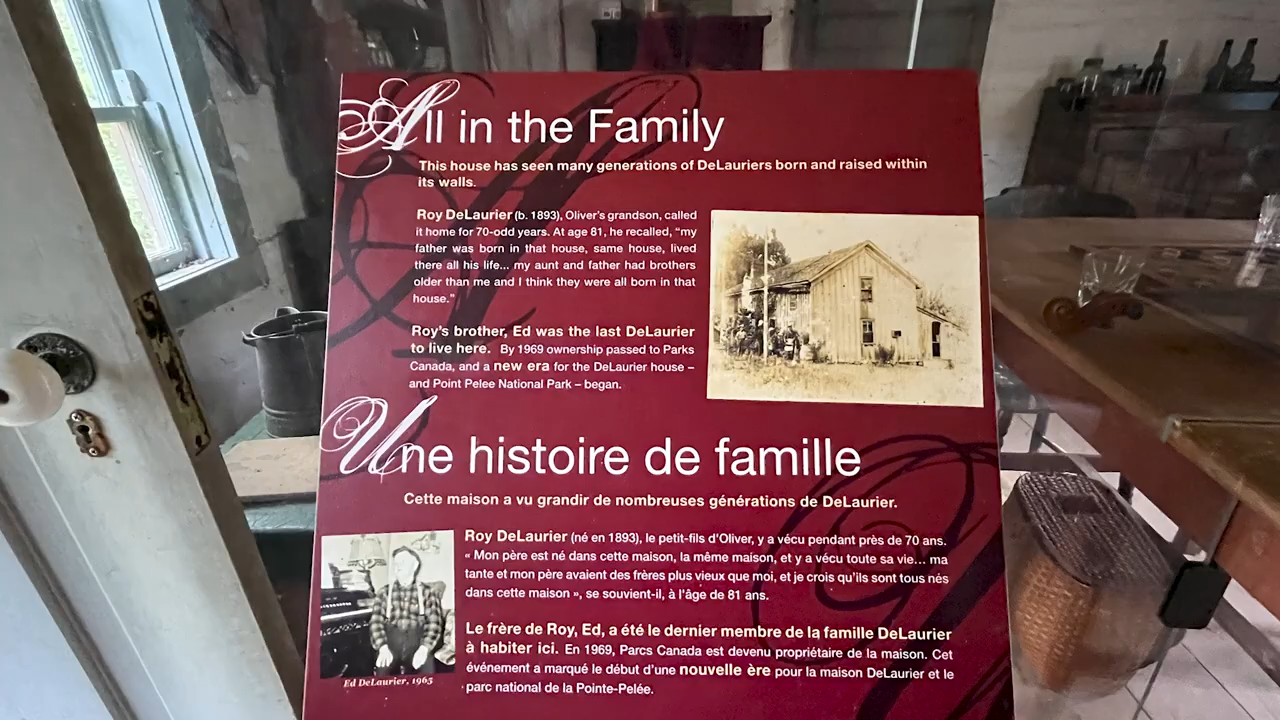 All in the Family
This house has seen many generations of DeLauriers born and raised within
its walls.
Roy DeLaurier (b. 1893), Oliver's grandson, called
it home for 70-odd years. At age 81, he recalled, "my
father was born in that house, same house, lived
there all his life... my aunt and father had brothers
older than me and I think they were all born in that
house."
Roy's brother, Ed was the last DeLaurier
to live here. By 1969 ownership passed to Parks
Canada, and a new era for the DeLaurier house –
and Point Pelee National Park – began.
Une histoire de famille
Cette maison a vu grandir de nombreuses générations de DeLaurier.
Roy DeLaurier (né en 1893), le petit-fils d'Oliver, y a vécu pendant près de 70 ans.
« Mon père est né dans cette maison, la même maison, et y a vécu toute sa vie... ma
tante et mon père avaient des frères plus vieux que moi, et je crois qu'ils sont tous nés
dans cette maison », se souvient-il, à l'âge de 81 ans.
Le frère de Roy, Ed, a été le dernier membre de la famille DeLaurier
à habiter ici. En 1969, Parcs Canada est devenu propriétaire de la maison. Cet
événement a marqué le début d'une nouvelle ère pour la maison DeLaurier et le
parc national de la Pointe-Pelée.
Ed DeLaurier, 1965